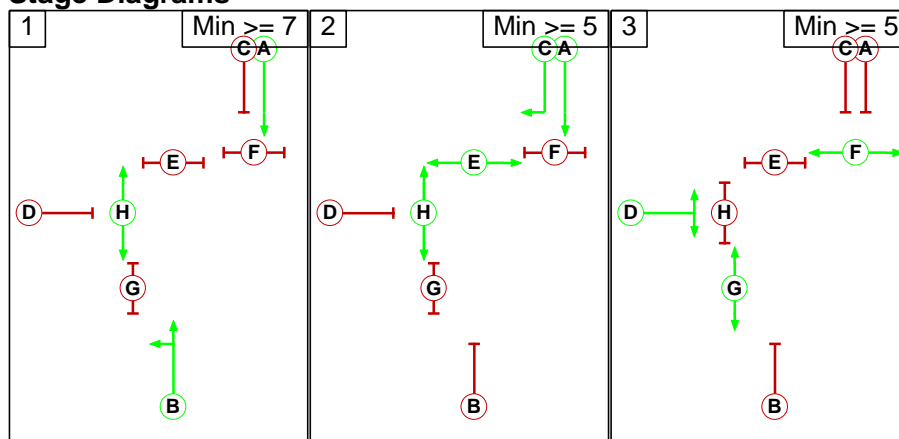 Stage Diagrams
1 Min >= 7 2 Min >= 5 3 Min >= 5
C A C A C A
E F E F E F
D H D H D H
G G G
B B B